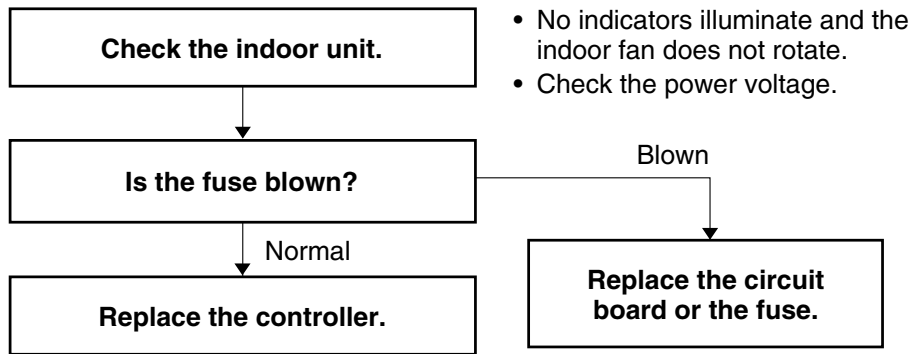 Check the indoor unit.
• No indicators illuminate and the
indoor fan does not rotate.
• Check the power voltage.
Is the fuse blown?
Blown
Normal
Replace the controller.
Replace the circuit
board or the fuse.